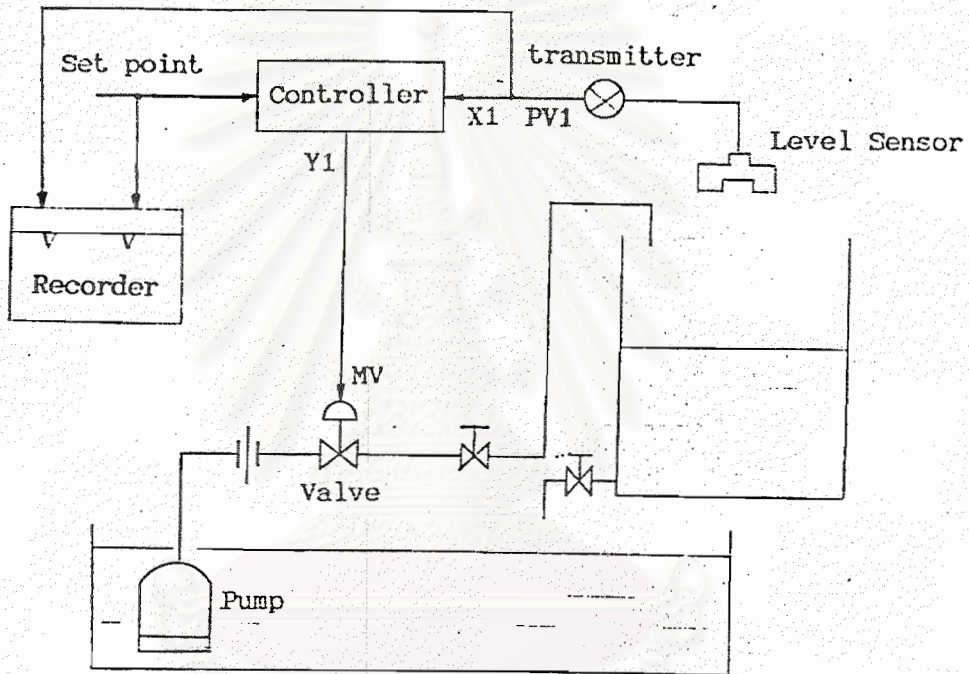 transmitter
Set point
Controller
X1 PV1
Level Sensor
Y1
Recorder
MV
Valve
Pump